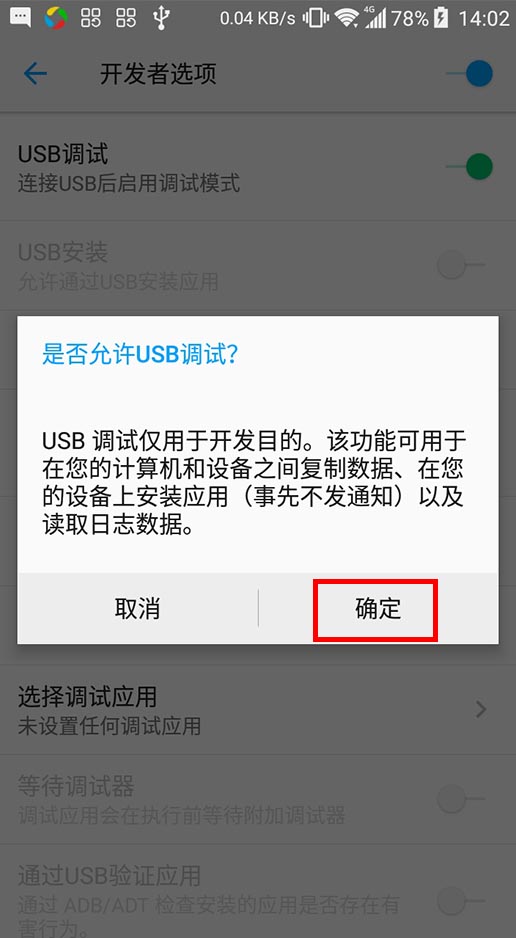 0.04 KB/s 4G 78% 14:02
开发者选项
USB调试
连接USB后启用调试模式
USB安装
允许通过USB安装应用
是否允许USB调试？
USB 调试仅用于开发目的。该功能可用于
在您的计算机和设备之间复制数据、在您
的设备上安装应用（事先不发通知）以及
读取日志数据。
取消 确定
选择调试应用
未设置任何调试应用
等待调试器
调试应用会在执行前等待附加调试器
通过USB验证应用
通过 ADB/ADT 检查安装的应用是否存在有
害行为。